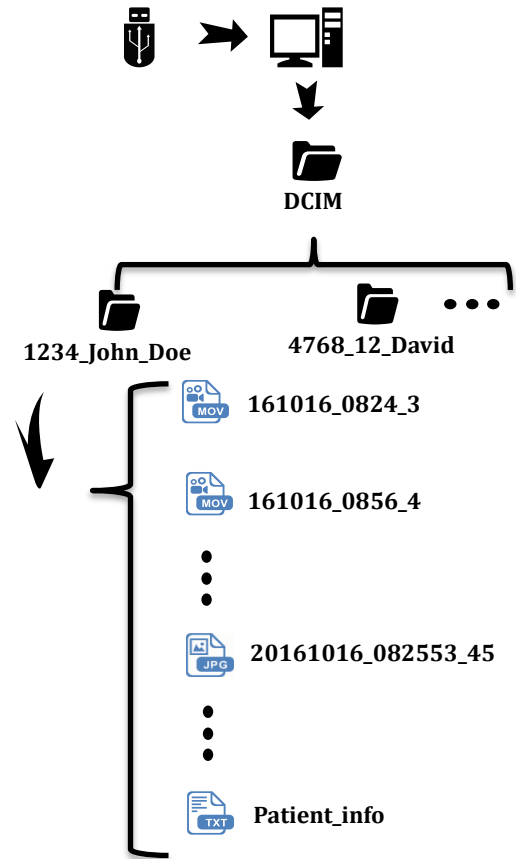 DCIM
1234_John_Doe
4768_12_David
MOV
161016_0824_3
MOV
161016_0856_4
JPG
20161016_082553_45
TXT
Patient_info